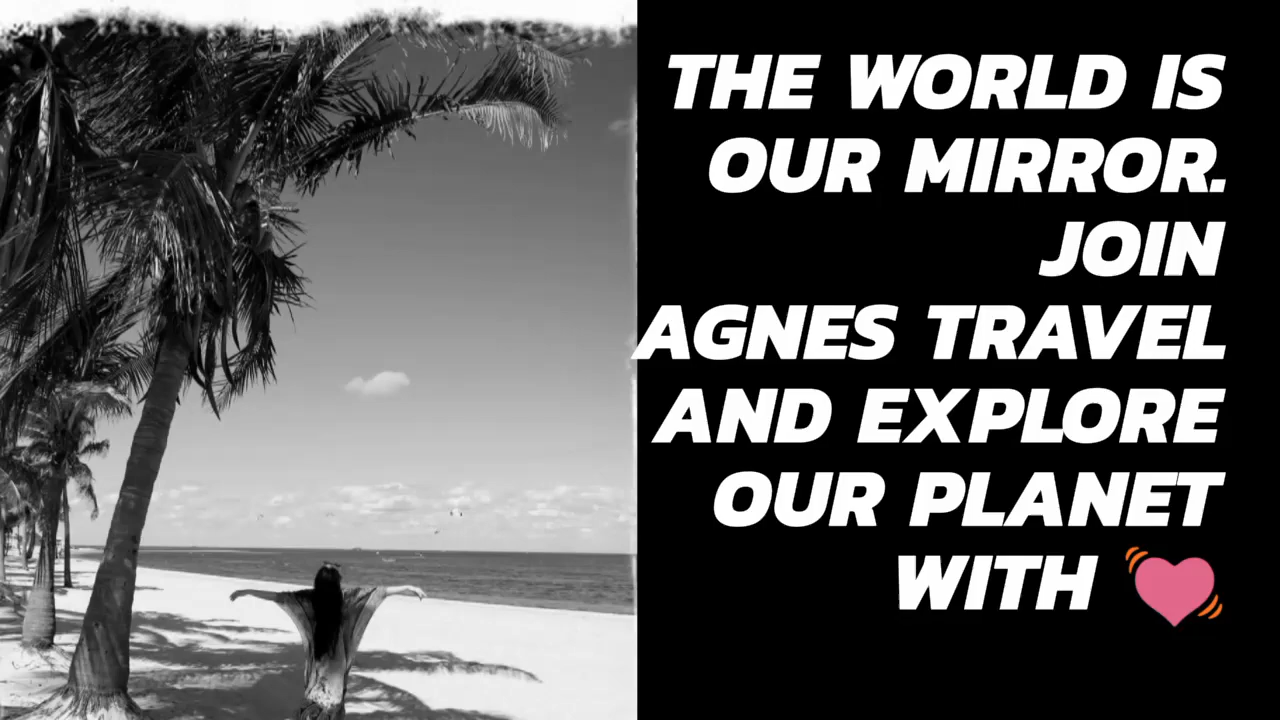 THE WORLD IS
OUR MIRROR.
JOIN
AGNES TRAVEL
AND EXPLORE
OUR PLANET
WITH 💓